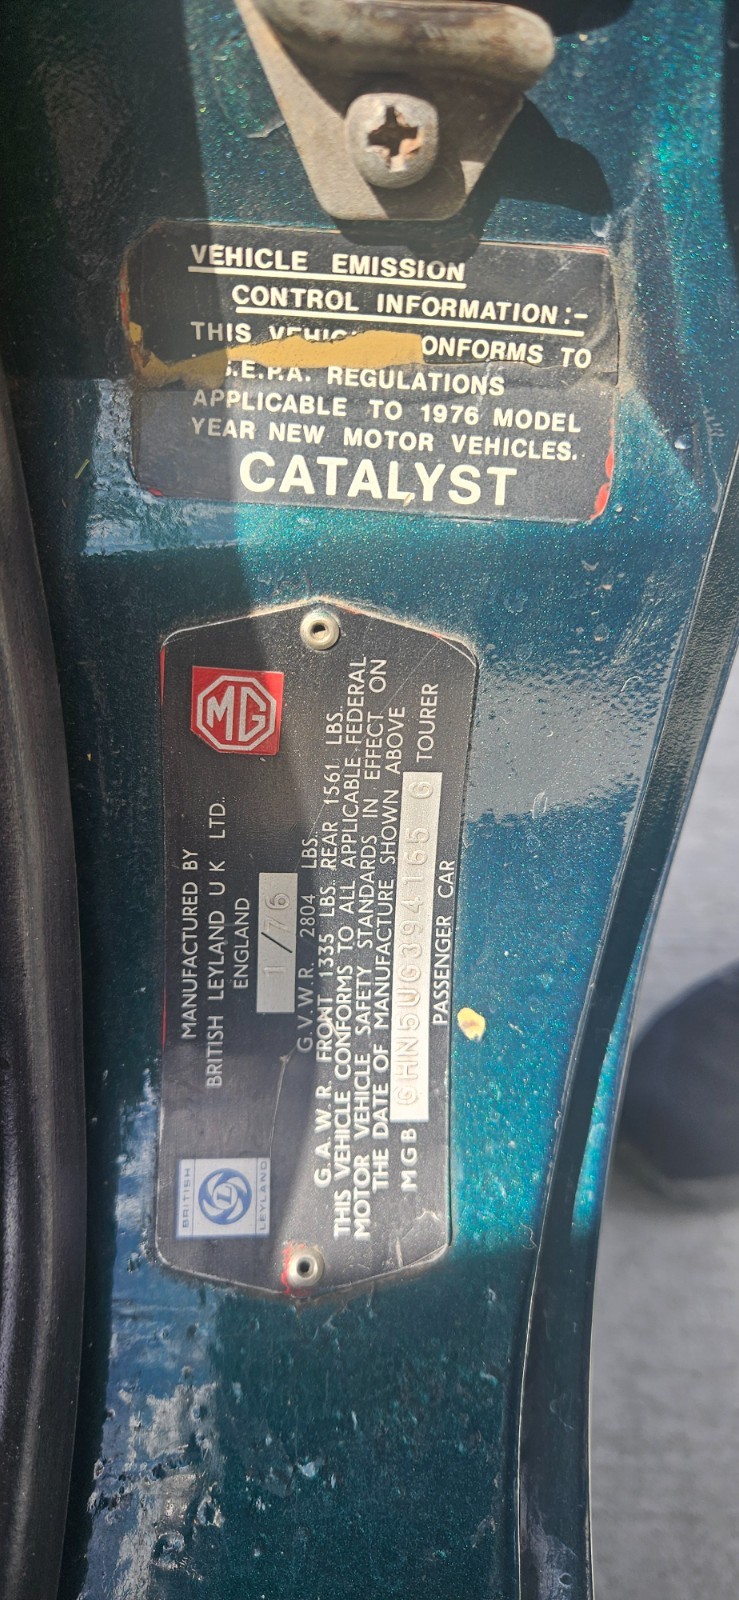 VEHICLE EMISSION
CONTROL INFORMATION:-
THIS ONFORMS TO
.E.P.A. REGULATIONS
APPLICABLE TO 1976 MODEL
YEAR NEW MOTOR VEHICLES.
CATALYST
MG
MANUFACTURED BY
BRITISH LEYLAND U K LTD.
ENGLAND
1/76
G.V.W.R. 2804 LBS.
G.A.W.R. FRONT 1335 LBS. REAR 1561 LBS.
THIS VEHICLE CONFORMS TO ALL APPLICABLE FEDERAL
MOTOR VEHICLE SAFETY STANDARDS IN EFFECT ON
THE DATE OF MANUFACTURE SHOWN ABOVE
MGB GHN5UG394165 G TOURER
PASSENGER CAR
BRITISH
L
LEYLAND